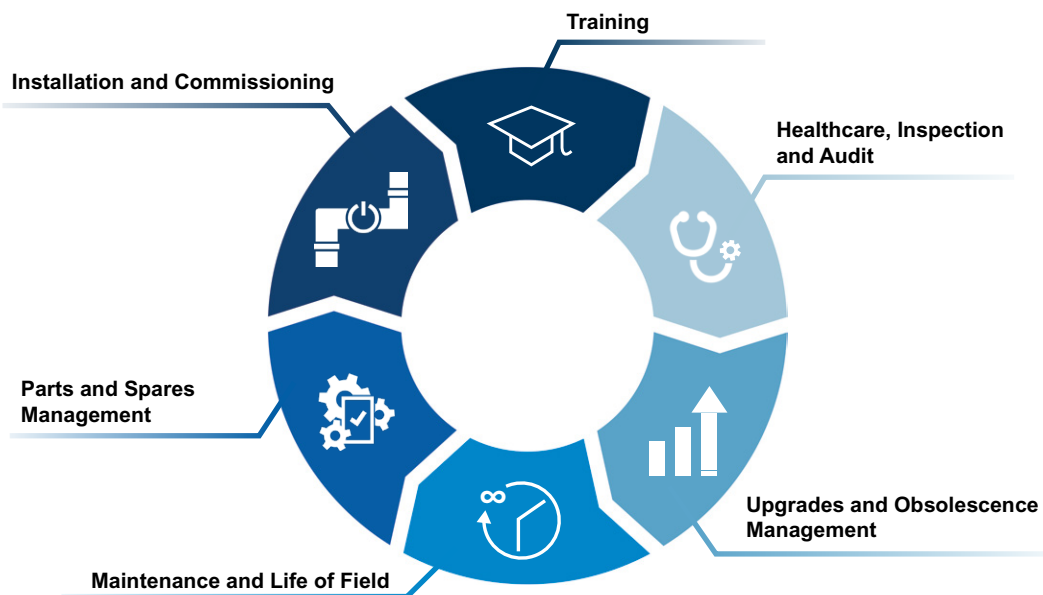 Training
Installation and Commissioning
Healthcare, Inspection
and Audit
Parts and Spares
Management
Upgrades and Obsolescence
Management
Maintenance and Life of Field